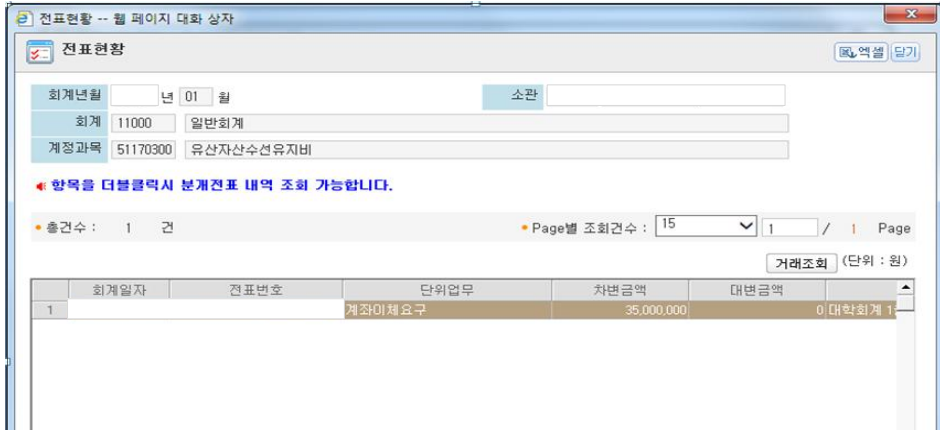 전표현황 -- 웹 페이지 대화 상자
전표현황
엑셀 닫기
회계년월 년 01 월 소관
회계 11000 일반회계
계정과목 51170300 유산자산수선유지비
항목을 더블클릭시 분개전표 내역 조회 가능합니다.
총건수 : 1 건 Page별 조회건수 : 15 1 / 1 Page
거래조회 (단위 : 원)
회계일자 전표번호 단위업무 차변금액 대변금액
1 계좌이체요구 35,000,000 0 대학회계